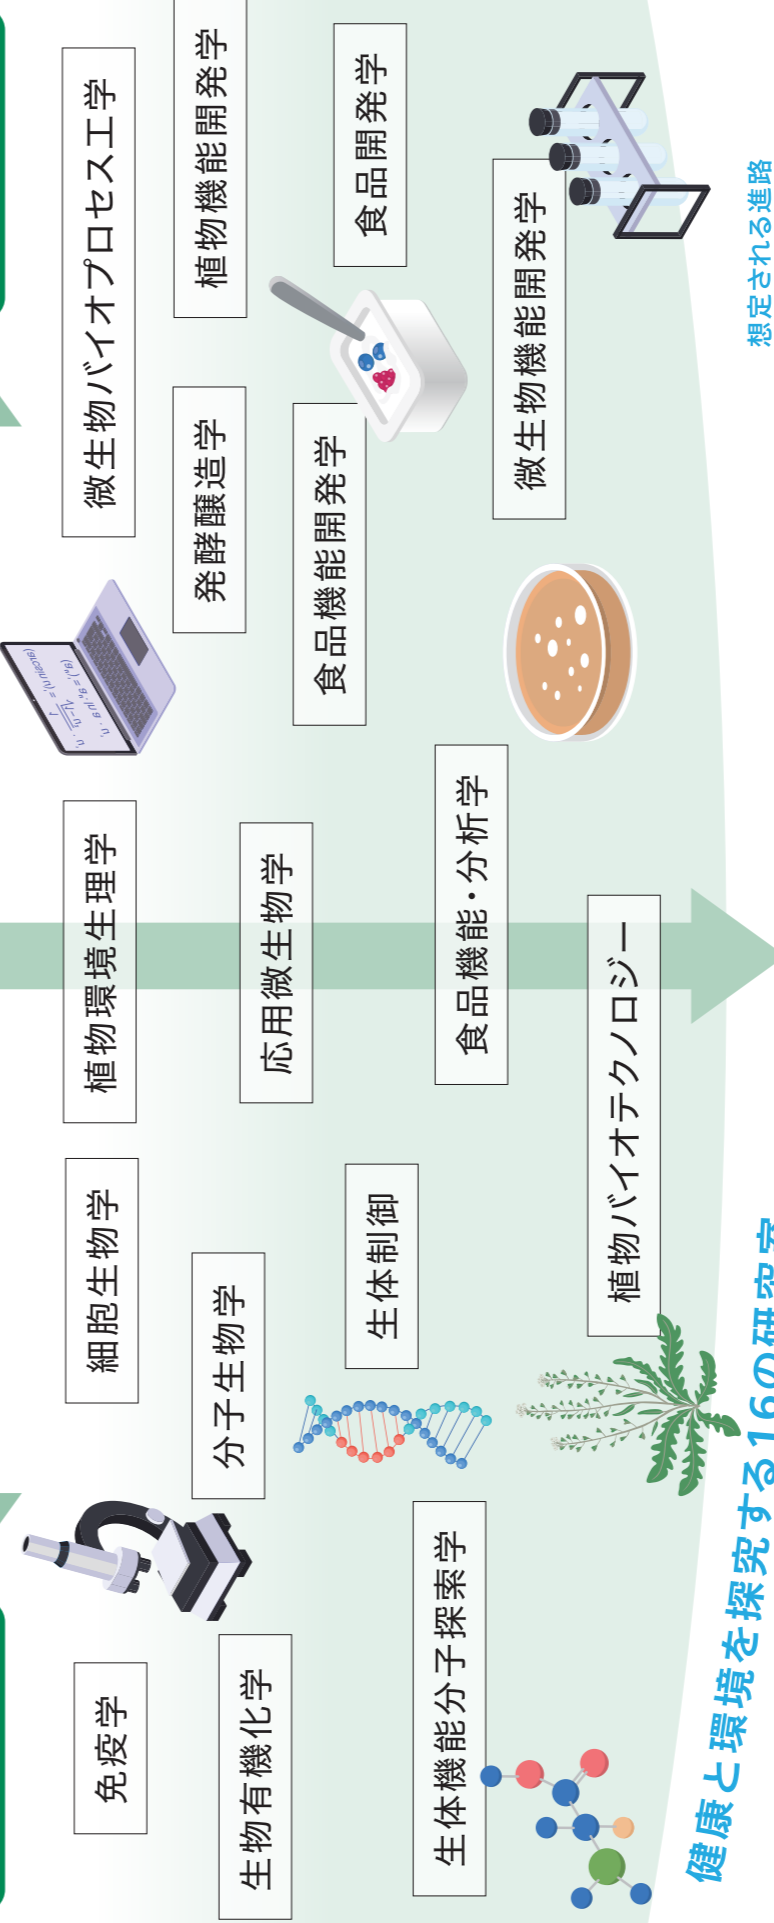 免疫学
細胞生物学
植物環境生理学
微生物バイオプロセス工学
生物有機化学
分子生物学
応用微生物学
発酵醸造学
植物機能開発学
生体制御
食品機能開発学
食品開発学
生体機能分子探索学
食品機能・分析学
微生物機能開発学
植物バイオテクノロジー
健康と環境を探究する16の研究室
想定される進路